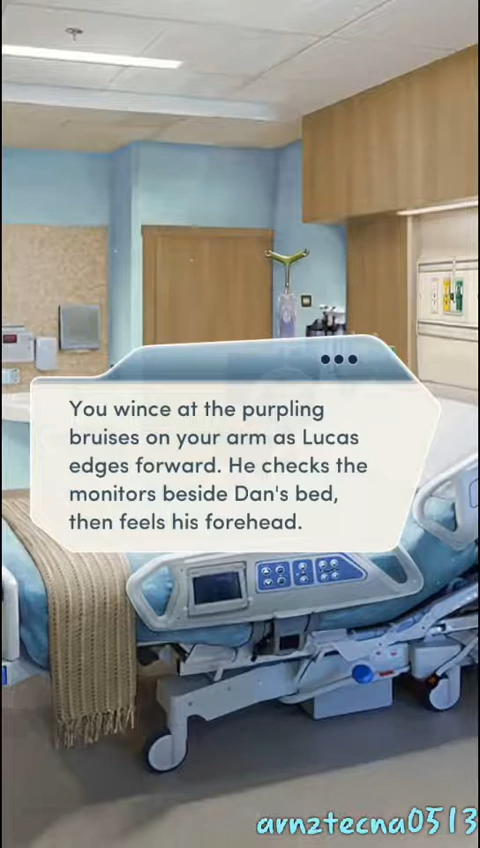 You wince at the purpling
bruises on your arm as Lucas
edges forward. He checks the
monitors beside Dan's bed,
then feels his forehead.
arnztecna0513